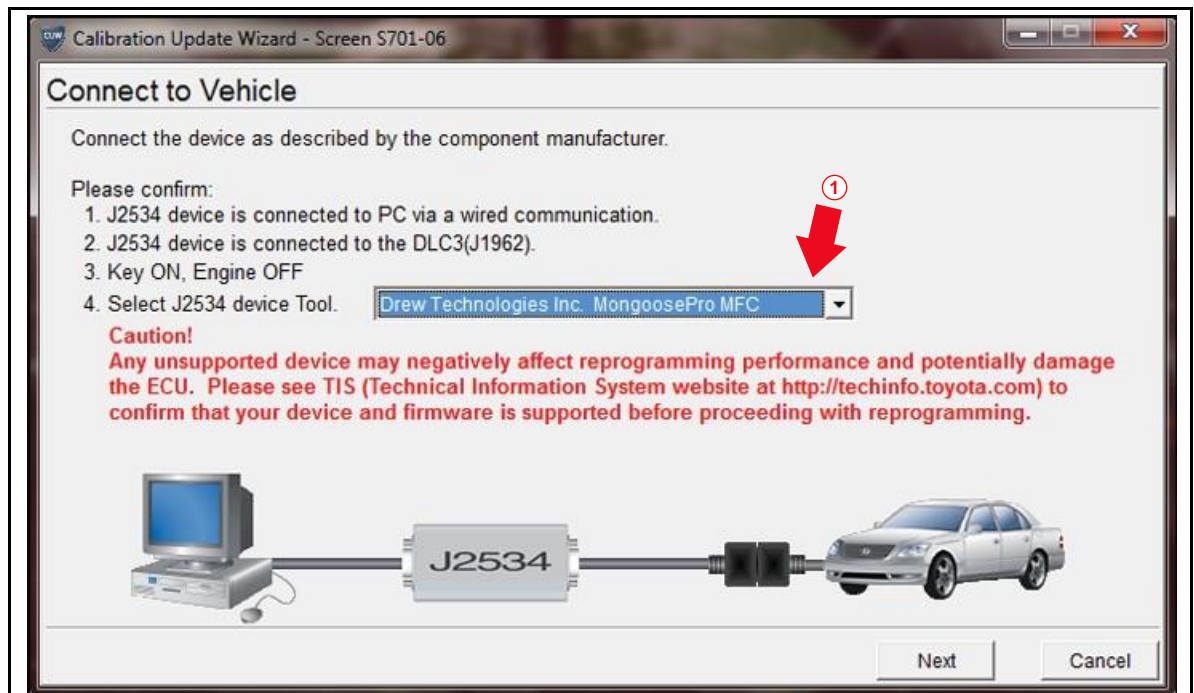 CUW Calibration Update Wizard - Screen S701-06
Connect to Vehicle
Connect the device as described by the component manufacturer.
Please confirm:
1. J2534 device is connected to PC via a wired communication.
2. J2534 device is connected to the DLC3(J1962).
3. Key ON, Engine OFF
4. Select J2534 device Tool. Drew Technologies Inc. MongoosePro MFC
1
Caution!
Any unsupported device may negatively affect reprogramming performance and potentially damage
the ECU. Please see TIS (Technical Information System website at http://techinfo.toyota.com) to
confirm that your device and firmware is supported before proceeding with reprogramming.
J2534
Next Cancel